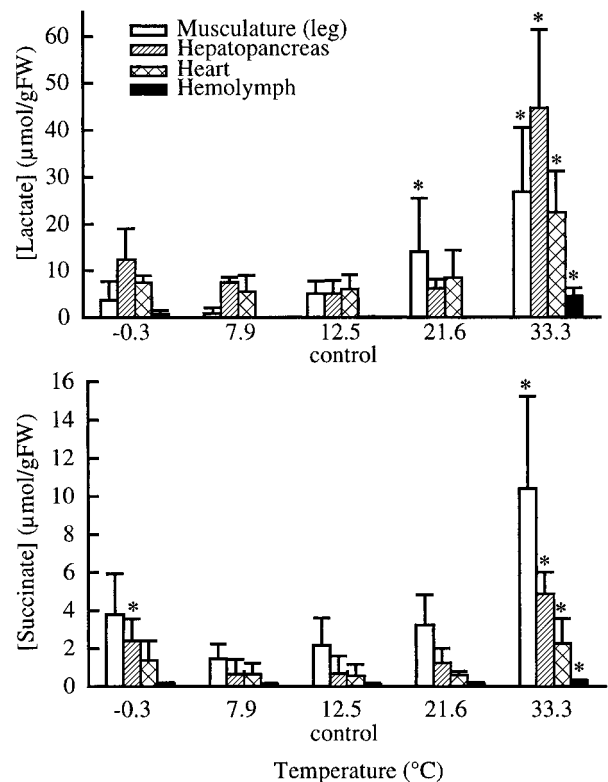 [Lactate] (μmol/gFW)
60
50
40
30
20
10
0
Musculature (leg)
Hepatopancreas
Heart
Hemolymph
*
*
*
*
*
-0.3 7.9 12.5 21.6 33.3
control
[Succinate] (μmol/gFW)
16
14
12
10
8
6
4
2
0
*
*
*
*
*
-0.3 7.9 12.5 21.6 33.3
control
Temperature (°C)